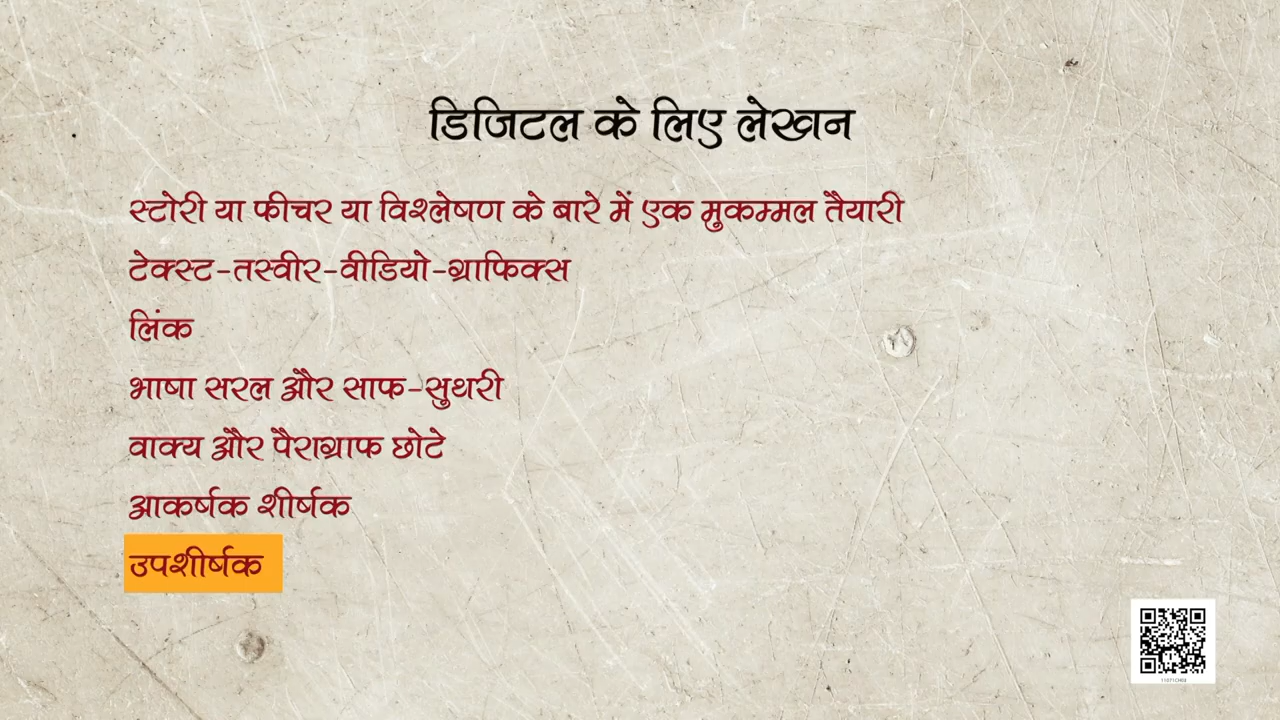 डिजिटल के लिए लेखन
स्टोरी या फीचर या विश्लेषण के बारे में एक मुकम्मल तैयारी
टेक्स्ट-तस्वीर-वीडियो-ग्राफिक्स
लिंक
भाषा सरल और साफ-सुथरी
वाक्य और पैराग्राफ छोटे
आकर्षक शीर्षक
उपशीर्षक